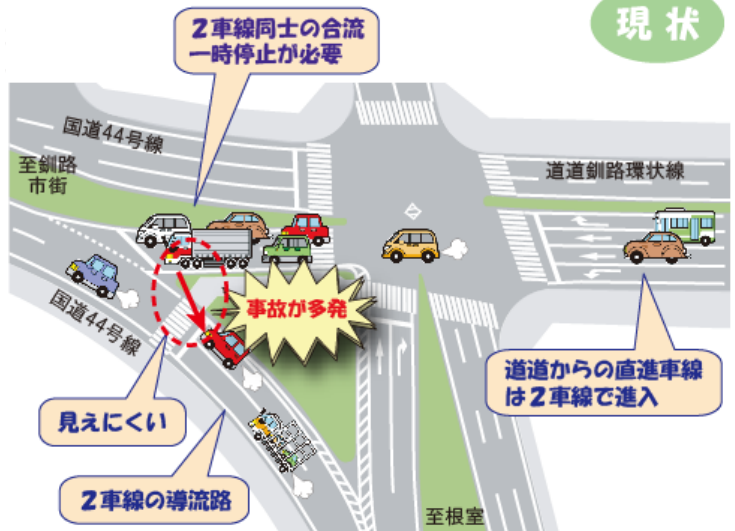 現状
2車線同士の合流
一時停止が必要
国道44号線
至釧路
市街
道道釧路環状線
国道44号線
事故が多発
道道からの直進車線
は2車線で進入
見えにくい
2車線の導流路
至根室